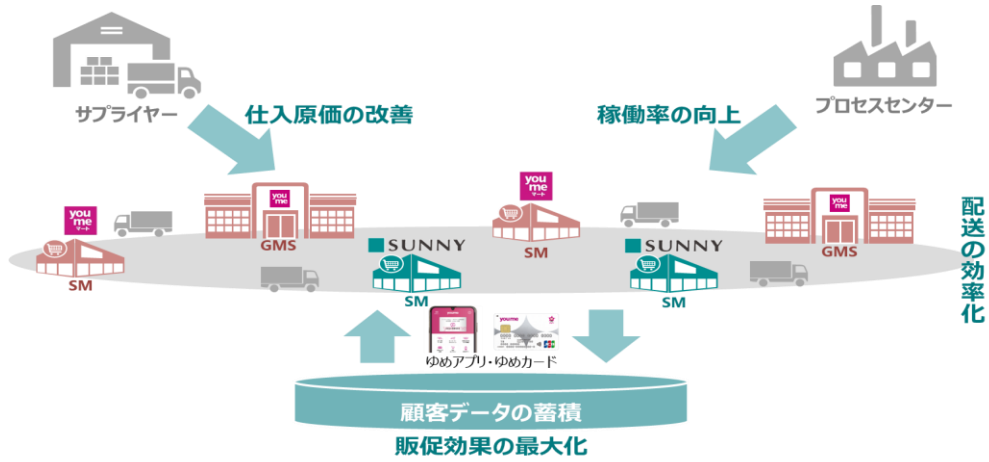 サプライヤー
仕入原価の改善
稼働率の向上
プロセスセンター
you
me
マート
SM
you
me
GMS
SUNNY
SM
you
me
マート
SM
SUNNY
SM
you
me
GMS
配送の効率化
youme
youme
JCB
ゆめアプリ・ゆめカード
顧客データの蓄積
販促効果の最大化